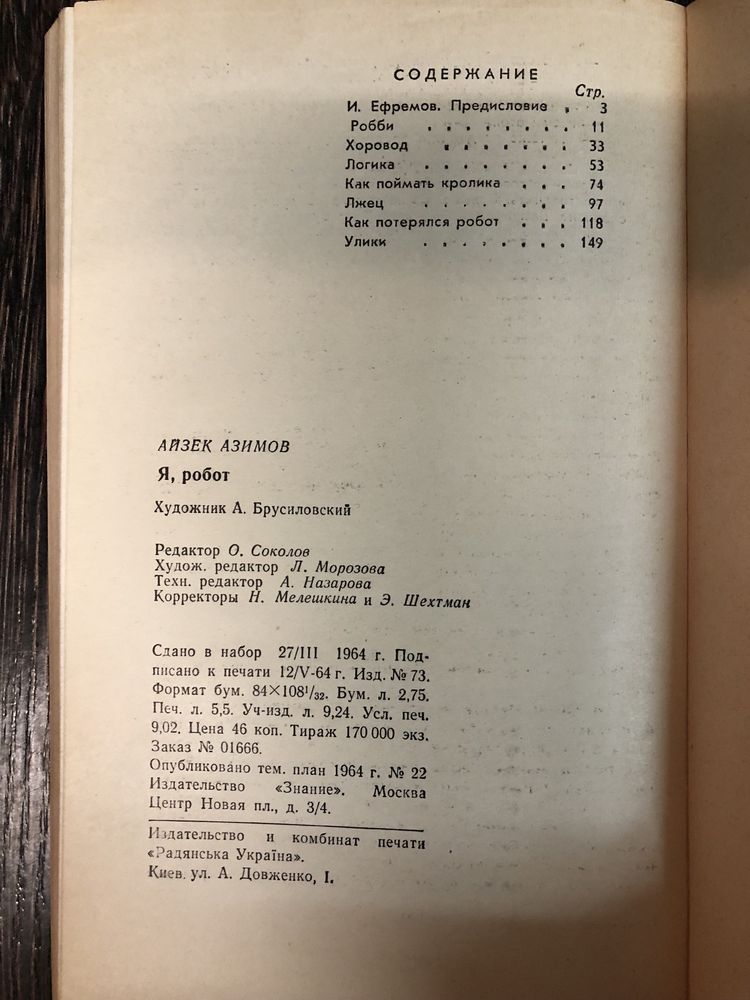 СОДЕРЖАНИЕ
Стр.
И. Ефремов. Предисловие . 3
Робби . . . . . . . . 11
Хоровод . . . . . . . 33
Логика . . . . . . . . 53
Как поймать кролика . . . 74
Лжец . . . . . . . . 97
Как потерялся робот . . . 118
Улики . . . . . . . . 149
АЙЗЕК АЗИМОВ
Я, робот
Художник А. Брусиловский
Редактор О. Соколов
Худож. редактор Л. Морозова
Техн. редактор А. Назарова
Корректоры Н. Мелешкина и Э. Шехтман
Сдано в набор 27/III 1964 г. Под-
писано к печати 12/V-64 г. Изд. № 73.
Формат бум. 84×108¹/₃₂. Бум. л. 2,75.
Печ. л. 5,5. Уч-изд. л. 9,24. Усл. печ.
9,02. Цена 46 коп. Тираж 170 000 экз.
Заказ № 01666.
Опубликовано тем. план 1964 г. № 22
Издательство «Знание». Москва
Центр Новая пл., д. 3/4.
Издательство и комбинат печати
«Радянська Україна».
Киев. ул. А. Довженко, I.